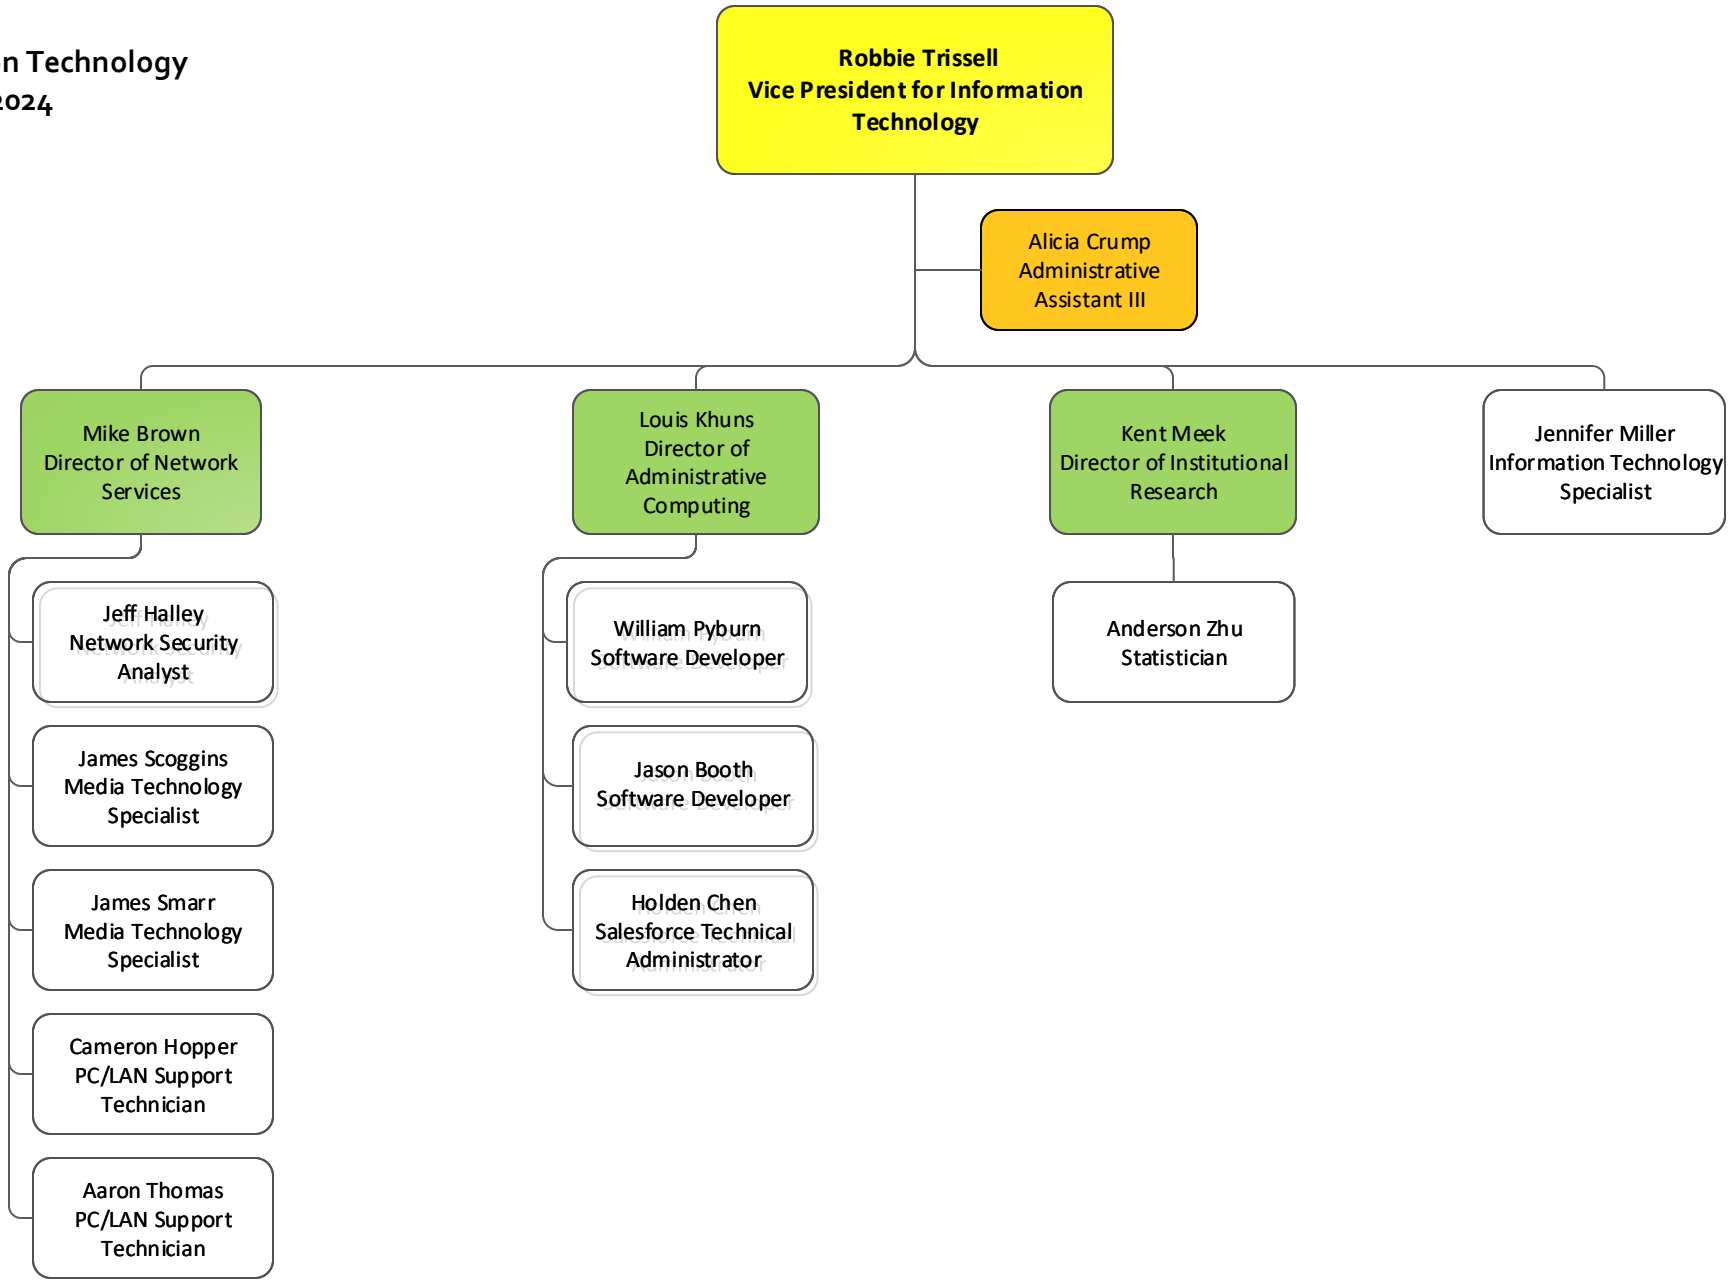 Technology
2024
Robbie Trissell
Vice President for Information
Technology
Alicia Crump
Administrative
Assistant III
Mike Brown
Director of Network
Services
Louis Khuns
Director of
Administrative
Computing
Kent Meek
Director of Institutional
Research
Jennifer Miller
Information Technology
Specialist
Jeff Halley
Network Security
Analyst
James Scoggins
Media Technology
Specialist
James Smarr
Media Technology
Specialist
Cameron Hopper
PC/LAN Support
Technician
Aaron Thomas
PC/LAN Support
Technician
William Pyburn
Software Developer
Jason Booth
Software Developer
Holden Chen
Salesforce Technical
Administrator
Anderson Zhu
Statistician